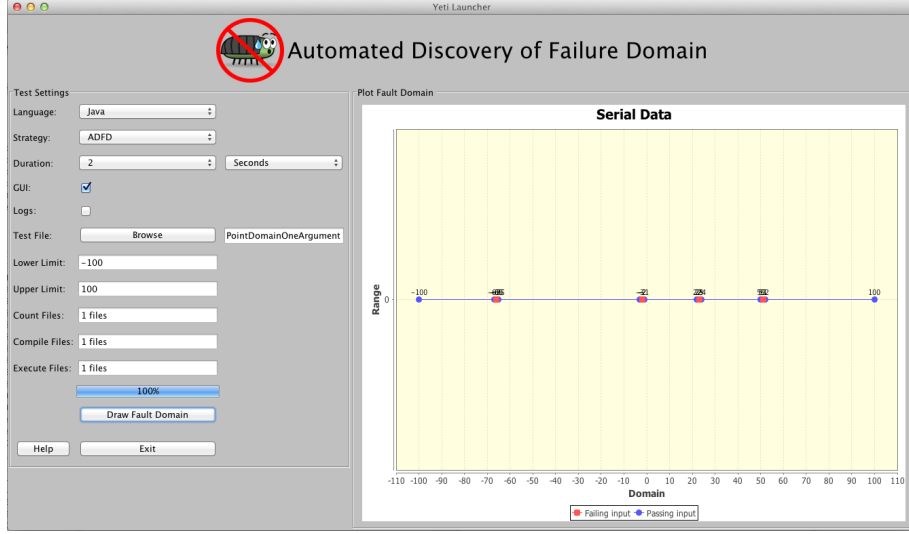 Yeti Launcher
Automated Discovery of Failure Domain
Test Settings
Language: Java
Strategy: ADFD
Duration: 2 Seconds
GUI:
Logs:
Test File: Browse PointDomainOneArgument
Lower Limit: -100
Upper Limit: 100
Count Files: 1 files
Compile Files: 1 files
Execute Files: 1 files
100%
Draw Fault Domain
Help Exit
Plot Fault Domain
Serial Data
Range
0
-100 100
-110 -100 -90 -80 -70 -60 -50 -40 -30 -20 -10 0 10 20 30 40 50 60 70 80 90 100 110
Domain
Failing input Passing input